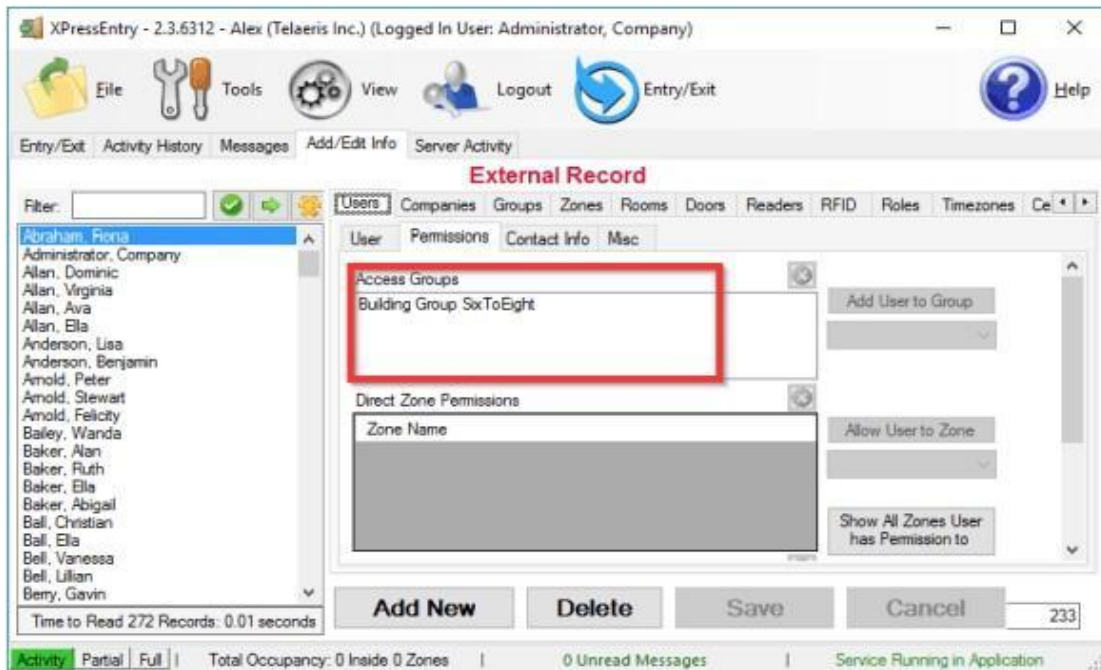 XPressEntry - 2.3.6312 - Alex (Telaeris Inc.) (Logged In User: Administrator, Company)
File Tools View Logout Entry/Exit Help
Entry/Exit Activity History Messages Add/Edit Info Server Activity
External Record
Filter:
Users Companies Groups Zones Rooms Doors Readers RFID Roles Timezones Ce
User Permissions Contact Info Misc
Abraham, Fiona
Administrator, Company
Allan, Dominic
Allan, Virginia
Allan, Ava
Allan, Ella
Anderson, Lisa
Anderson, Benjamin
Arnold, Peter
Arnold, Stewart
Arnold, Felicity
Bailey, Wanda
Baker, Alan
Baker, Ruth
Baker, Ella
Baker, Abigail
Ball, Christian
Ball, Ella
Bell, Vanessa
Bell, Lillian
Berry, Gavin
Time to Read 272 Records: 0.01 seconds
Access Groups
Building Group SixToEight
Add User to Group
Direct Zone Permissions
Zone Name
Allow User to Zone
Show All Zones User
has Permission to
Add New Delete Save Cancel 233
Activity Partial Full Total Occupancy: 0 Inside 0 Zones 0 Unread Messages Service Running in Application